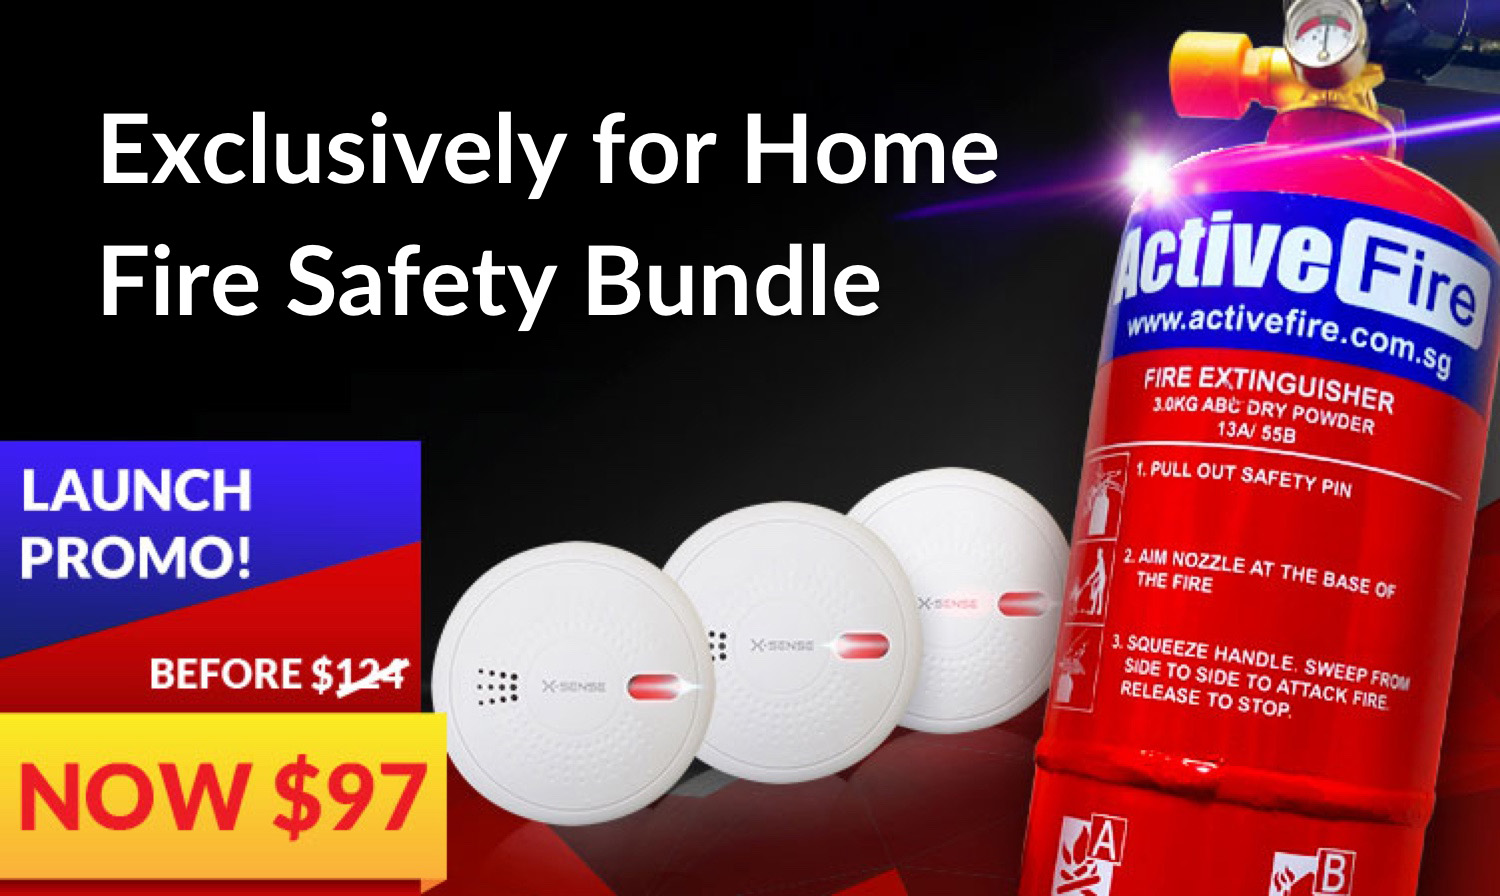 Exclusively for Home
Fire Safety Bundle
LAUNCH
PROMO!
BEFORE $124
NOW $97
X-SENSE
X-SENSE
X-SENSE
ActiveFire
www.activefire.com.sg
FIRE EXTINGUISHER
3.0KG ABC DRY POWDER
13A/ 55B
1. PULL OUT SAFETY PIN
2. AIM NOZZLE AT THE BASE OF
THE FIRE
3. SQUEEZE HANDLE. SWEEP FROM
SIDE TO SIDE TO ATTACK FIRE.
RELEASE TO STOP.
A
B